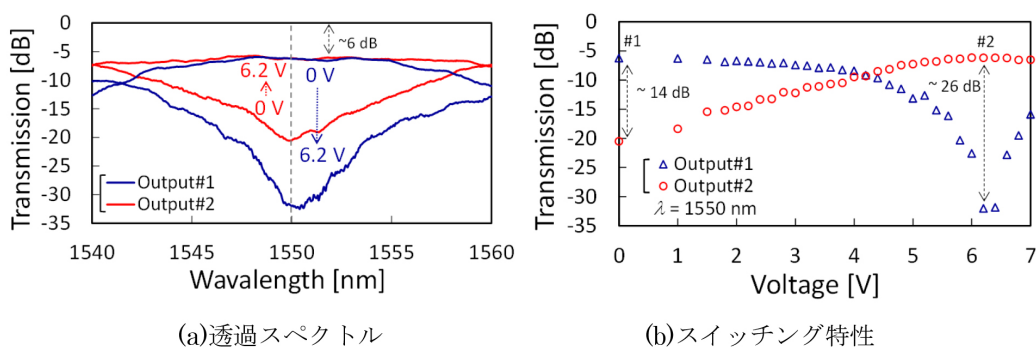 Transmission [dB]
0
-5
-10
-15
-20
-25
-30
-35
~6 dB
6.2 V
0 V
0 V
6.2 V
Output#1
Output#2
1540
1545
1550
1555
1560
Wavalength [nm]
(a)透過スペクトル
Transmission [dB]
0
-5
-10
-15
-20
-25
-30
-35
#1
#2
~ 14 dB
~ 26 dB
Output#1
Output#2
λ = 1550 nm
0 1 2 3 4 5 6 7
Voltage [V]
(b)スイッチング特性